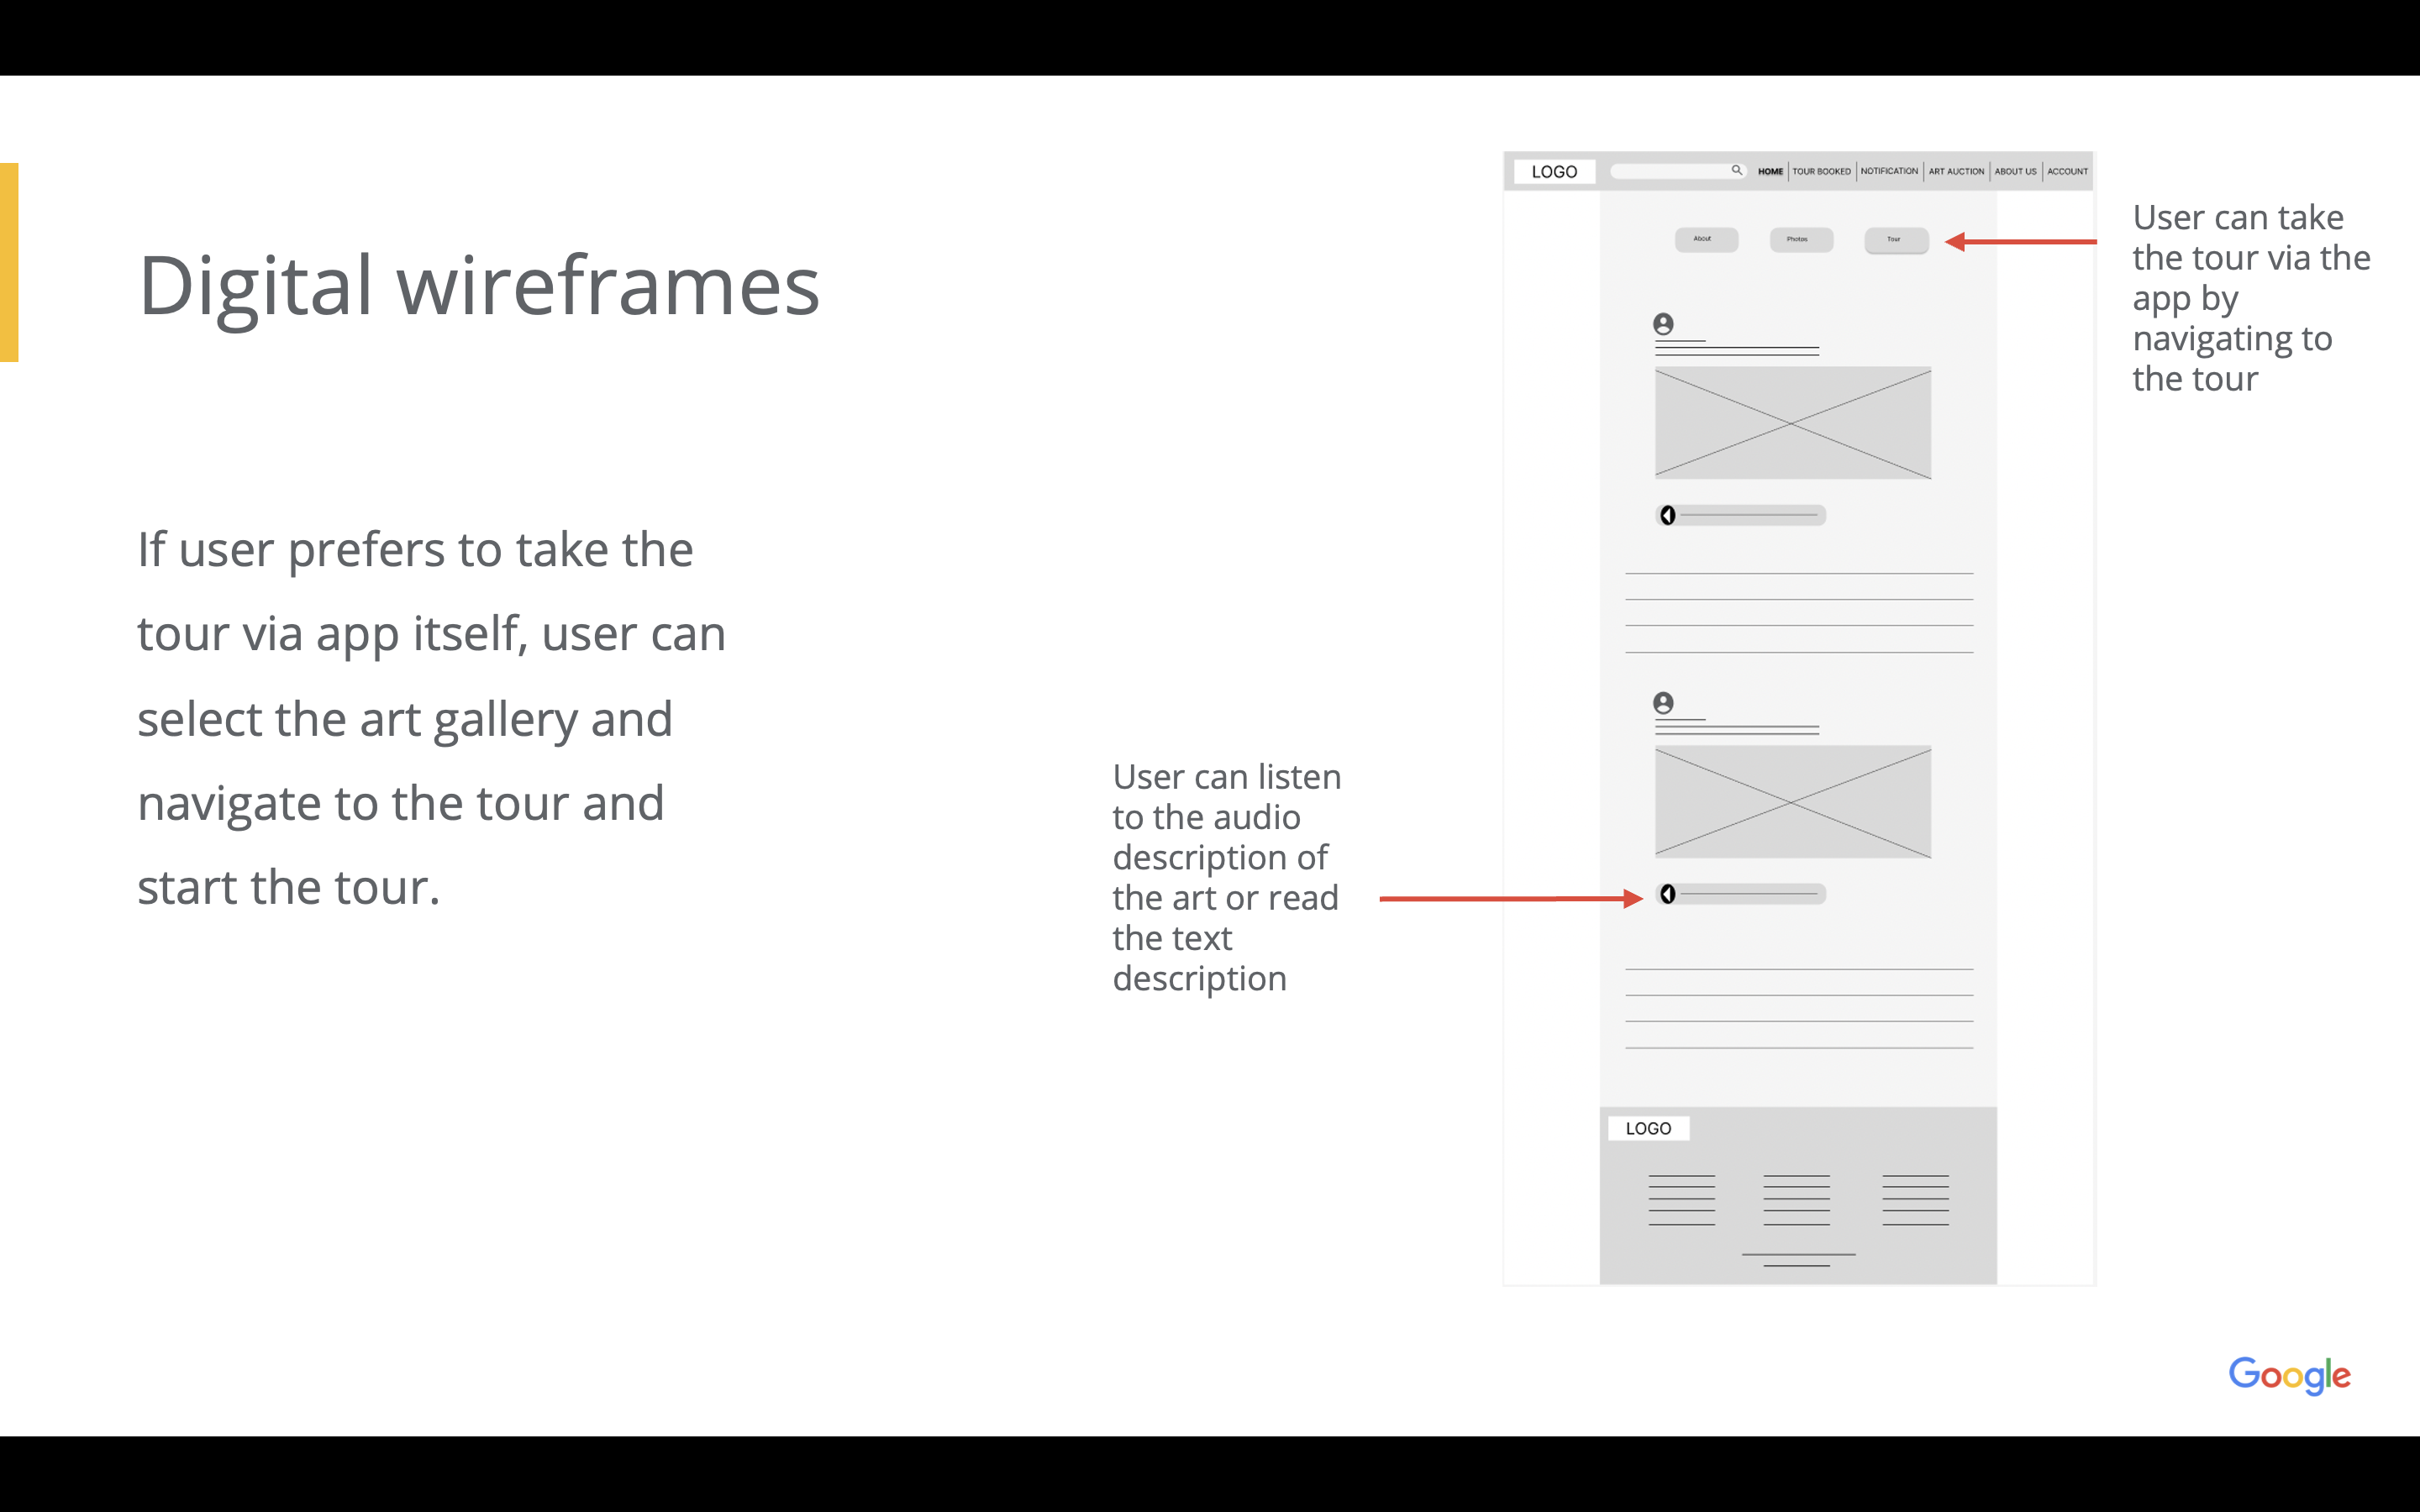 Digital wireframes
If user prefers to take the
tour via app itself, user can
select the art gallery and
navigate to the tour and
start the tour.
User can listen
to the audio
description of
the art or read
the text
description
LOGO
HOME
TOUR BOOKED
NOTIFICATION
ART AUCTION
ABOUT US
ACCOUNT
About
Photos
Tour
LOGO
User can take
the tour via the
app by
navigating to
the tour
Google